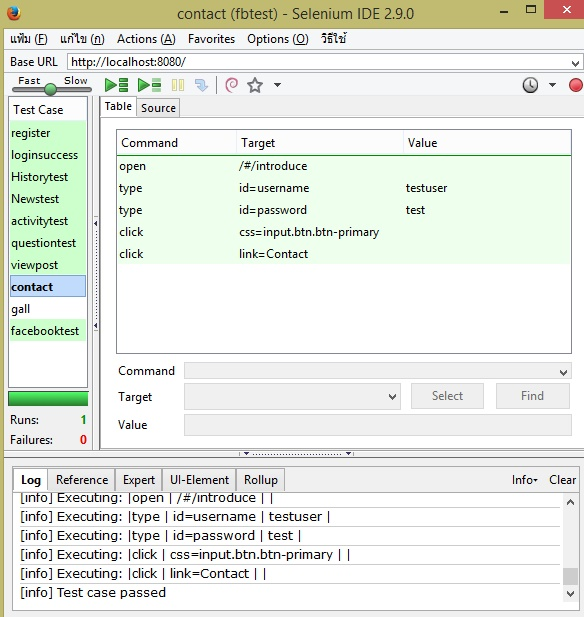 contact (fbtest) - Selenium IDE 2.9.0
แฟ้ม (F) แก้ไข (ก) Actions (A) Favorites Options (O) วิธีใช้
Base URL http://localhost:8080/
Fast Slow
Test Case
register
loginsuccess
Historytest
Newstest
activitytest
questiontest
viewpost
contact
gall
facebooktest
Runs: 1
Failures: 0
Table Source
Command Target Value
open /#/introduce
type id=username testuser
type id=password test
click css=input.btn.btn-primary
click link=Contact
Command
Target Select Find
Value
Log Reference Expert UI-Element Rollup Info Clear
[info] Executing: |open | /#/introduce | |
[info] Executing: |type | id=username | testuser |
[info] Executing: |type | id=password | test |
[info] Executing: |click | css=input.btn.btn-primary | |
[info] Executing: |click | link=Contact | |
[info] Test case passed